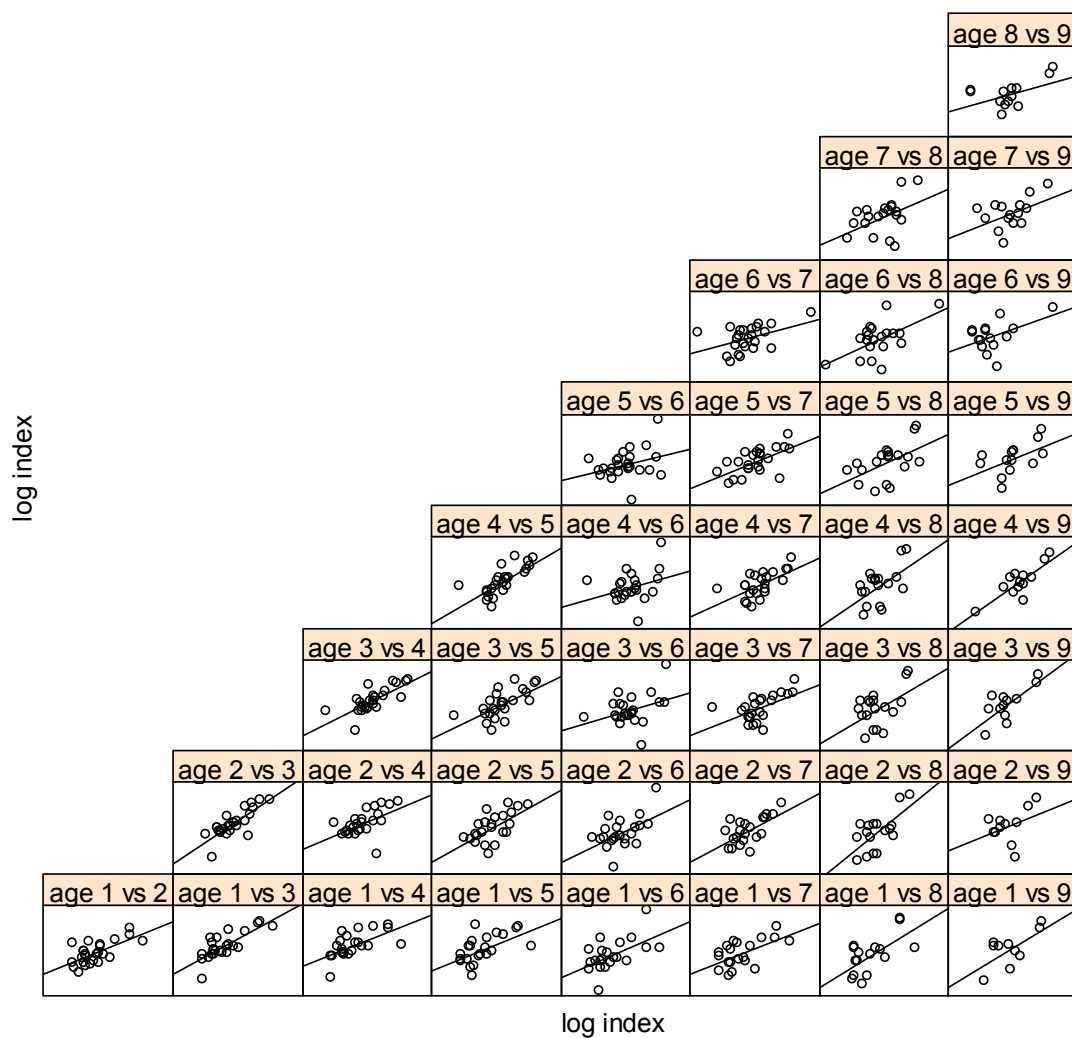 age 8 vs 9
age 7 vs 8 age 7 vs 9
age 6 vs 7 age 6 vs 8 age 6 vs 9
age 5 vs 6 age 5 vs 7 age 5 vs 8 age 5 vs 9
log index
age 4 vs 5 age 4 vs 6 age 4 vs 7 age 4 vs 8 age 4 vs 9
age 3 vs 4 age 3 vs 5 age 3 vs 6 age 3 vs 7 age 3 vs 8 age 3 vs 9
age 2 vs 3 age 2 vs 4 age 2 vs 5 age 2 vs 6 age 2 vs 7 age 2 vs 8 age 2 vs 9
age 1 vs 2 age 1 vs 3 age 1 vs 4 age 1 vs 5 age 1 vs 6 age 1 vs 7 age 1 vs 8 age 1 vs 9
log index